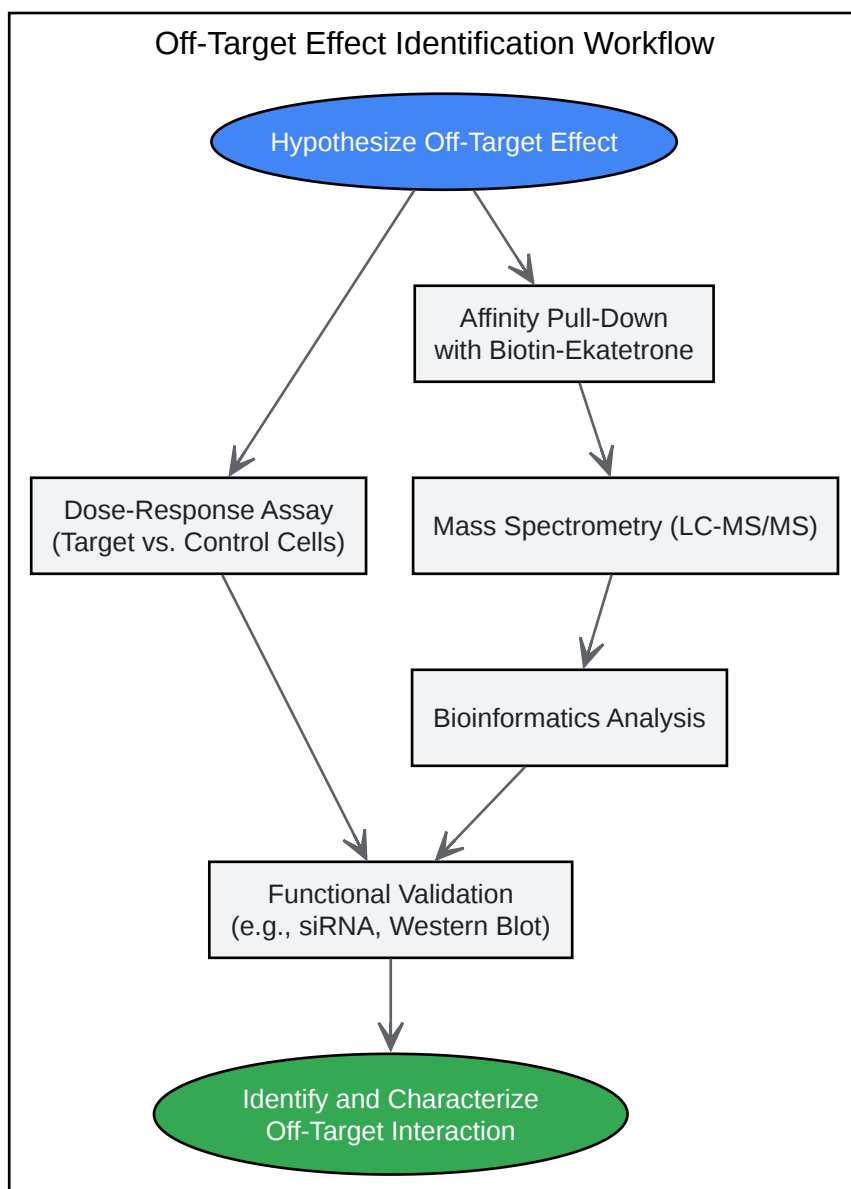 Off-Target Effect Identification Workflow
Hypothesize Off-Target Effect
Affinity Pull-Down
with Biotin-Ekatetrone
Dose-Response Assay
(Target vs. Control Cells)
Mass Spectrometry (LC-MS/MS)
Bioinformatics Analysis
Functional Validation
(e.g., siRNA, Western Blot)
Identify and Characterize
Off-Target Interaction